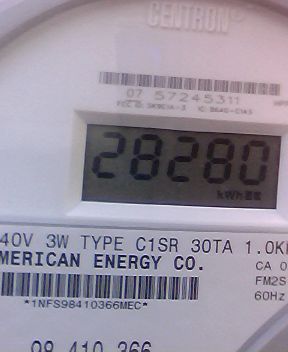 CENTRON®
07 57245311
28280
kWh
40V 3W TYPE C1SR 30TA 1.0K
MERICAN ENERGY CO.
CA 0
FM2S
60Hz
*1NFS98410366MEC*
98 410 366